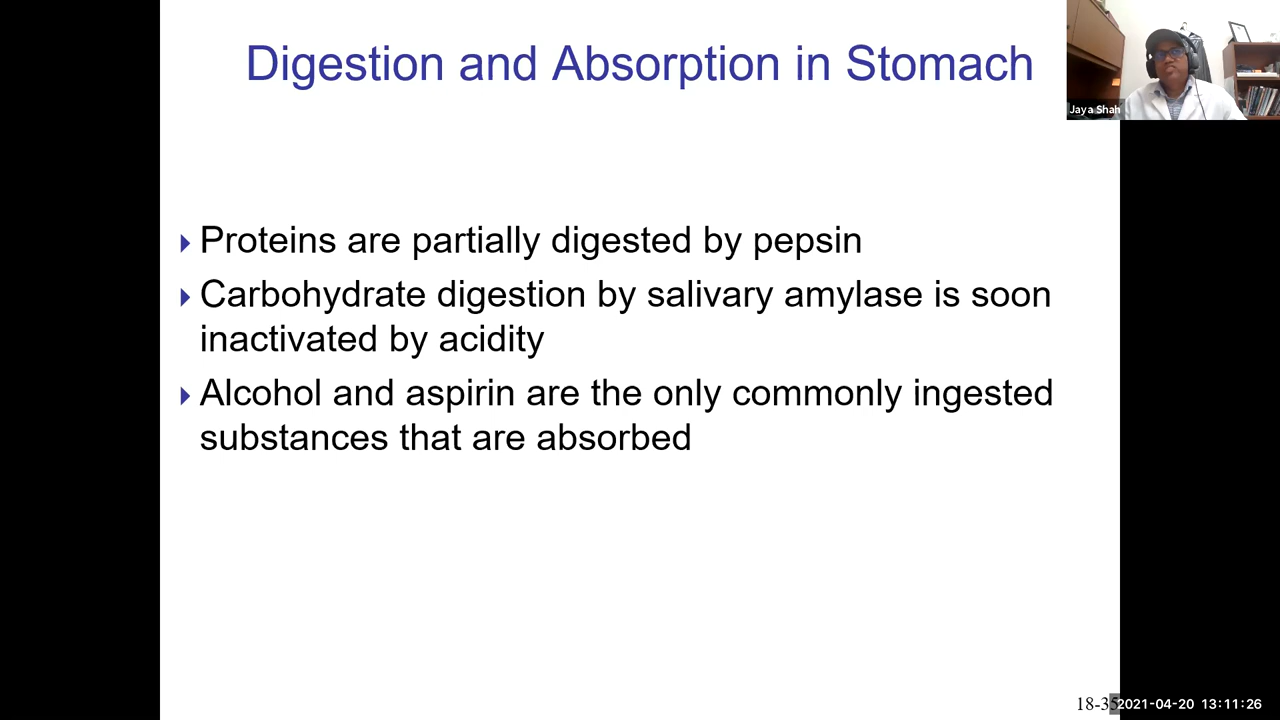 Digestion and Absorption in Stomach
Jaya Shah
Proteins are partially digested by pepsin
Carbohydrate digestion by salivary amylase is soon
inactivated by acidity
Alcohol and aspirin are the only commonly ingested
substances that are absorbed
18-35
2021-04-20 13:11:26